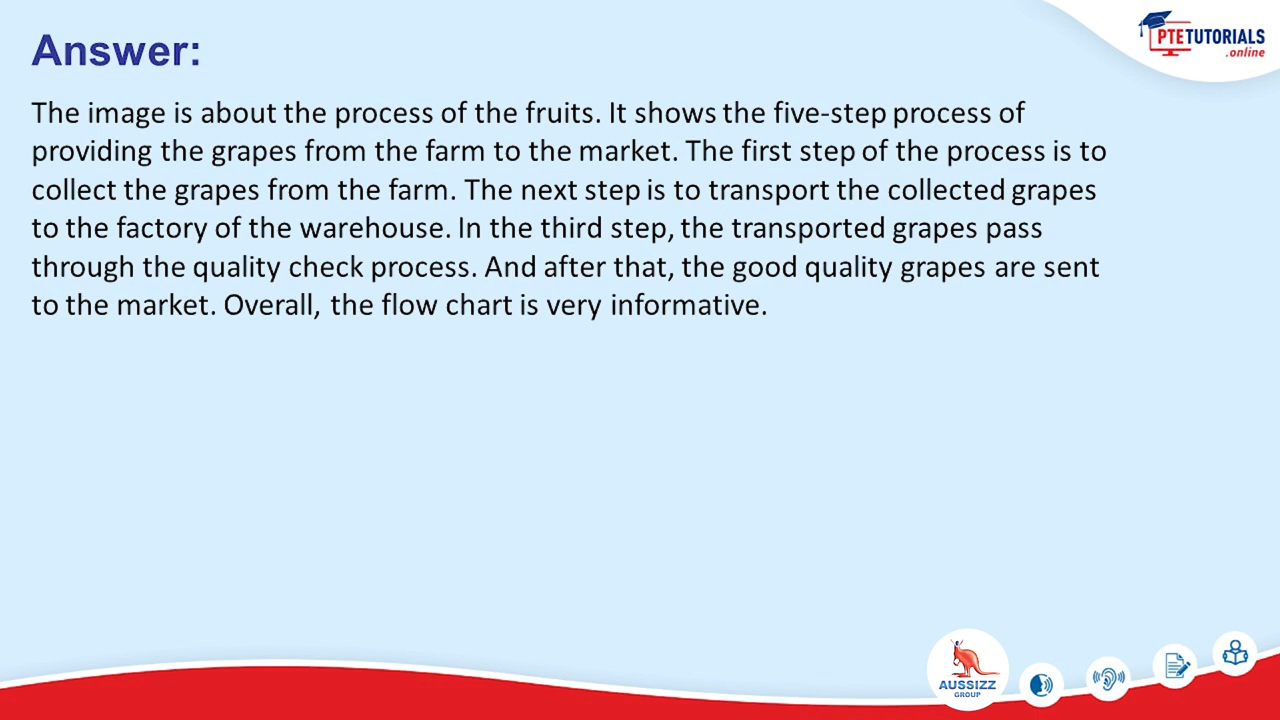 Answer:
PTETUTORIALS
.online
The image is about the process of the fruits. It shows the five-step process of
providing the grapes from the farm to the market. The first step of the process is to
collect the grapes from the farm. The next step is to transport the collected grapes
to the factory of the warehouse. In the third step, the transported grapes pass
through the quality check process. And after that, the good quality grapes are sent
to the market. Overall, the flow chart is very informative.
AUSSIZZ
GROUP